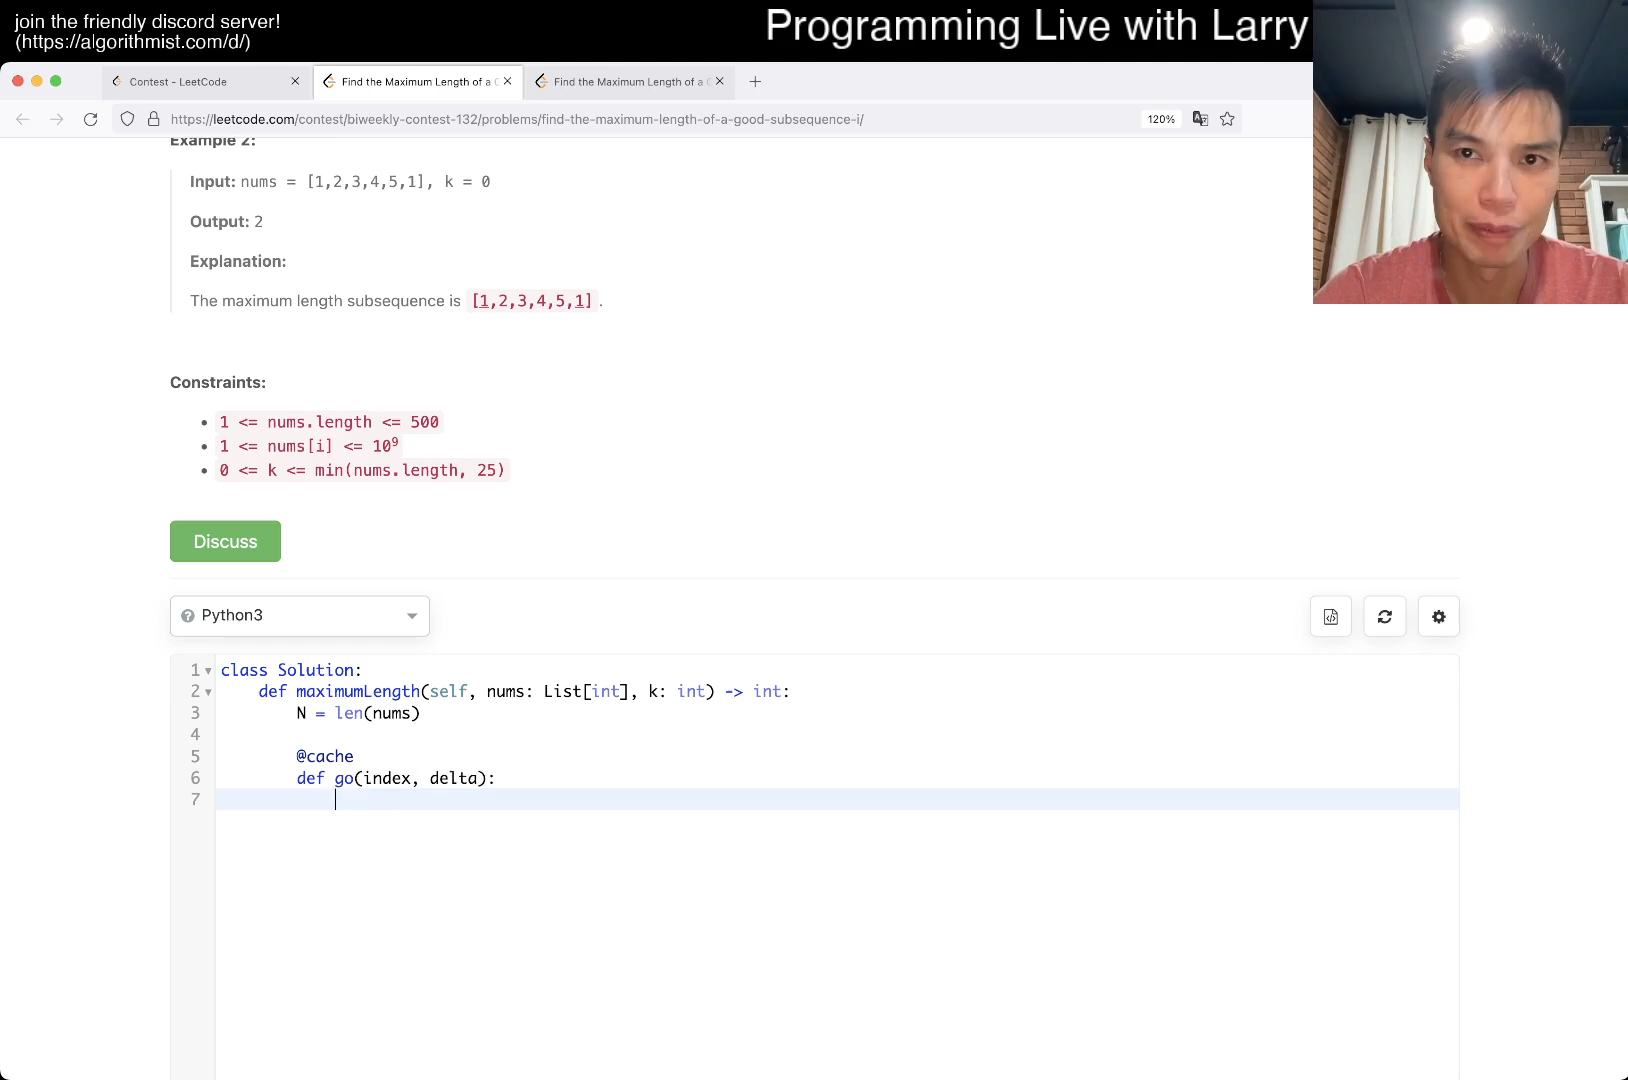 join the friendly discord server!
(https://algorithmist.com/d/)
Programming Live with Larry
Contest - LeetCode
Find the Maximum Length of a G
Find the Maximum Length of a G
https://leetcode.com/contest/biweekly-contest-132/problems/find-the-maximum-length-of-a-good-subsequence-i/
120%
Example 2:
Input: nums = [1,2,3,4,5,1], k = 0
Output: 2
Explanation:
The maximum length subsequence is [1,2,3,4,5,1].
Constraints:
1 <= nums.length <= 500
1 <= nums[i] <= 10⁹
0 <= k <= min(nums.length, 25)
Discuss
Python3
1 class Solution:
2 def maximumLength(self, nums: List[int], k: int) -> int:
3 N = len(nums)
4
5 @cache
6 def go(index, delta):
7